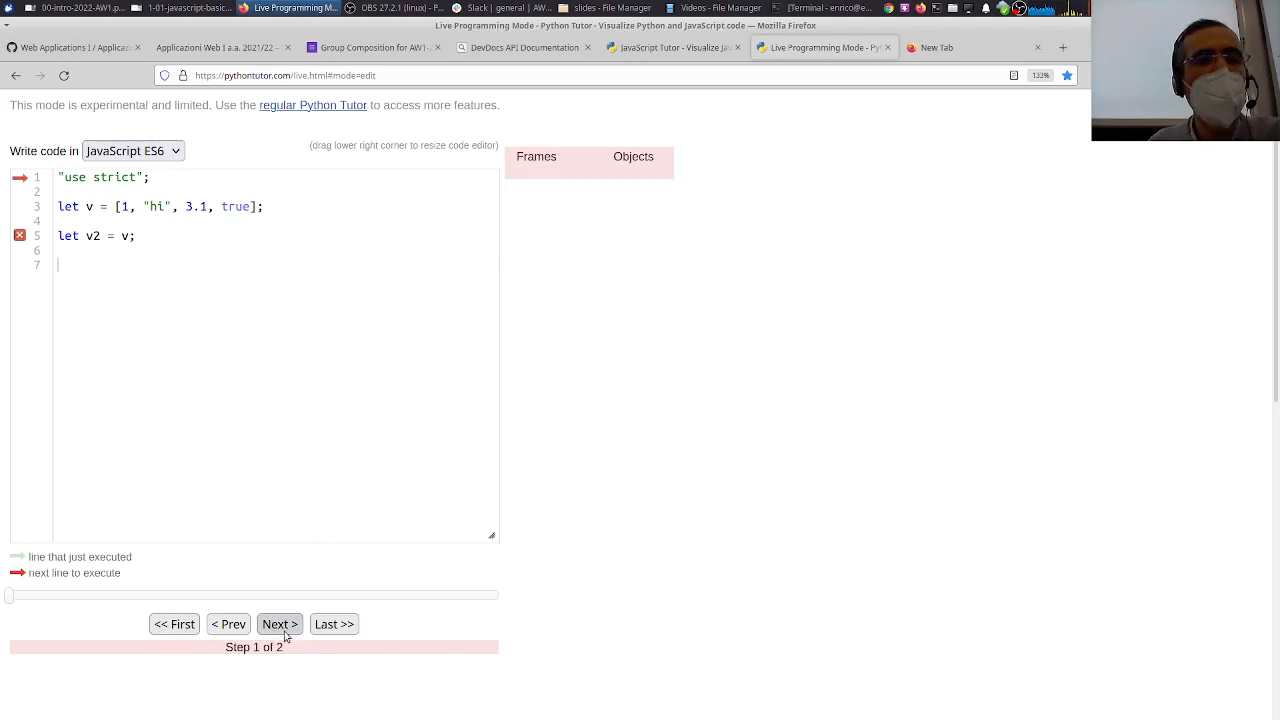 00-intro-2022-AW1.p...
1-01-javascript-basic...
Live Programming M...
OBS 27.2.1 (linux) - P...
Slack | general | AW...
slides - File Manager
Videos - File Manager
[Terminal - enrico@e...
Live Programming Mode - Python Tutor - Visualize Python and JavaScript code — Mozilla Firefox
Web Applications I / Applicaz
Applicazioni Web I a.a. 2021/22 -
Group Composition for AW1-
DevDocs API Documentation
JavaScript Tutor - Visualize Ja
Live Programming Mode - Py
New Tab
https://pythontutor.com/live.html#mode=edit
133%
This mode is experimental and limited. Use the regular Python Tutor to access more features.
Write code in JavaScript ES6
(drag lower right corner to resize code editor)
Frames Objects
1 "use strict";
2
3 let v = [1, "hi", 3.1, true];
4
5 let v2 = v;
6
7
line that just executed
next line to execute
<< First < Prev Next > Last >>
Step 1 of 2